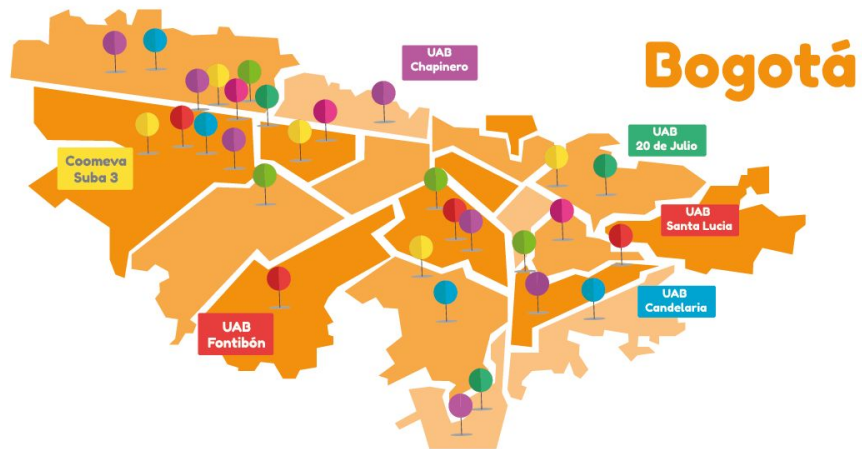 Bogotá
UAB
Chapinero
UAB
20 de Julio
Coomeva
Suba 3
UAB
Santa Lucia
UAB
Candelaria
UAB
Fontibón